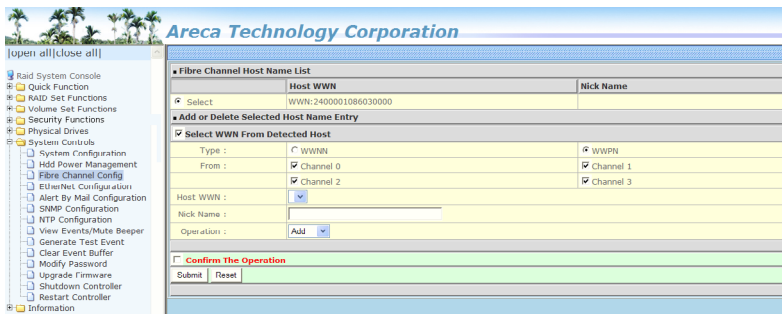 Areca Technology Corporation
|open all|close all|
Raid System Console
Quick Function
RAID Set Functions
Volume Set Functions
Security Functions
Physical Drives
System Controls
System Configuration
Hdd Power Management
Fibre Channel Config
EtherNet Configuration
Alert By Mail Configuration
SNMP Configuration
NTP Configuration
View Events/Mute Beeper
Generate Test Event
Clear Event Buffer
Modify Password
Upgrade Firmware
Shutdown Controller
Restart Controller
Information
Fibre Channel Host Name List
Host WWN Nick Name
Select WWN:2400001086030000
Add or Delete Selected Host Name Entry
Select WWN From Detected Host
Type : WWNN WWPN
From : Channel 0 Channel 1
Channel 2 Channel 3
Host WWN :
Nick Name :
Operation : Add
Confirm The Operation
Submit Reset